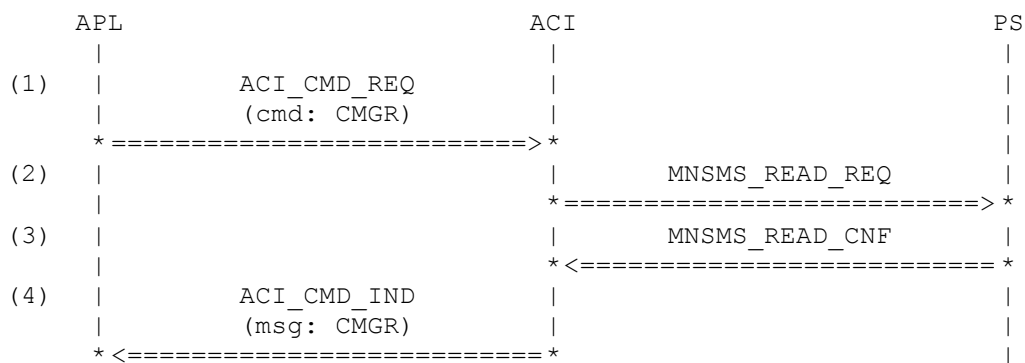 APL ACI PS
(1) ACI_CMD_REQ
(cmd: CMGR)
(2) MNSMS_READ_REQ
(3) MNSMS_READ_CNF
(4) ACI_CMD_IND
(msg: CMGR)